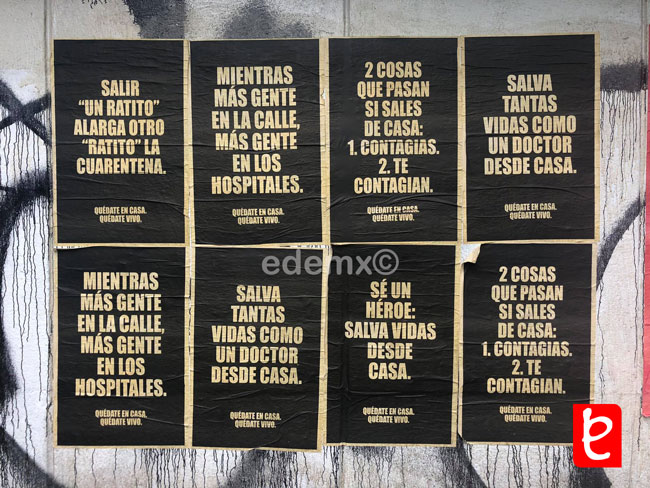 SALIR
"UN RATITO"
ALARGA OTRO
"RATITO" LA
CUARENTENA.
QUÉDATE EN CASA.
QUÉDATE VIVO.
MIENTRAS
MÁS GENTE
EN LA CALLE,
MÁS GENTE
EN LOS
HOSPITALES.
QUÉDATE EN CASA.
QUÉDATE VIVO.
2 COSAS
QUE PASAN
SI SALES
DE CASA:
1. CONTAGIAS.
2. TE
CONTAGIAN.
QUÉDATE EN CASA.
QUÉDATE VIVO.
SALVA
TANTAS
VIDAS COMO
UN DOCTOR
DESDE CASA.
QUÉDATE EN CASA.
QUÉDATE VIVO.
edemx©
MIENTRAS
MÁS GENTE
EN LA CALLE,
MÁS GENTE
EN LOS
HOSPITALES.
QUÉDATE EN CASA.
QUÉDATE VIVO.
SALVA
TANTAS
VIDAS COMO
UN DOCTOR
DESDE CASA.
QUÉDATE EN CASA.
QUÉDATE VIVO.
SÉ UN
HÉROE:
SALVA VIDAS
DESDE
CASA.
QUÉDATE EN CASA.
QUÉDATE VIVO.
2 COSAS
QUE PASAN
SI SALES
DE CASA:
1. CONTAGIAS.
2. TE
CONTAGIAN.
QUÉDATE EN CASA.
QUÉDATE VIVO.
e